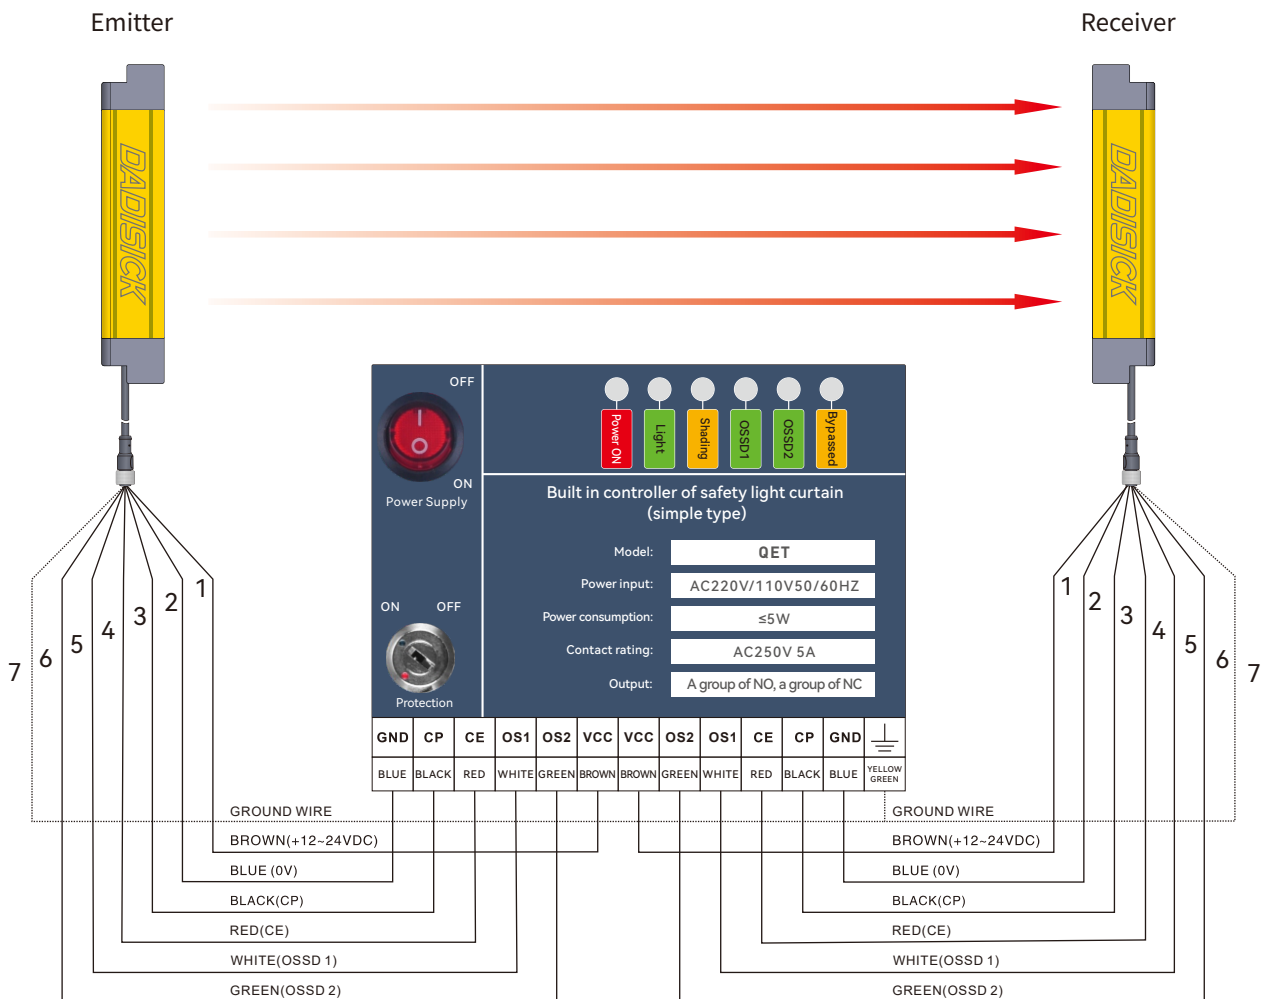 Emitter
Receiver
DADISICK
DADISICK
OFF
ON
Power Supply
Power ON
Light
Shading
OSSD1
OSSD2
Bypassed
Built in controller of safety light curtain
(simple type)
Model: QET
Power input: AC220V/110V50/60HZ
Power consumption: ≤5W
Contact rating: AC250V 5A
Output: A group of NO, a group of NC
ON OFF
Protection
GND CP CE OS1 OS2 VCC VCC OS2 OS1 CE CP GND
BLUE BLACK RED WHITE GREEN BROWN BROWN GREEN WHITE RED BLACK BLUE YELLOW
GREEN
7 6 5 4 3 2 1
1 2 3 4 5 6 7
GROUND WIRE
BROWN(+12~24VDC)
BLUE (0V)
BLACK(CP)
RED(CE)
WHITE(OSSD 1)
GREEN(OSSD 2)
GROUND WIRE
BROWN(+12~24VDC)
BLUE (0V)
BLACK(CP)
RED(CE)
WHITE(OSSD 1)
GREEN(OSSD 2)